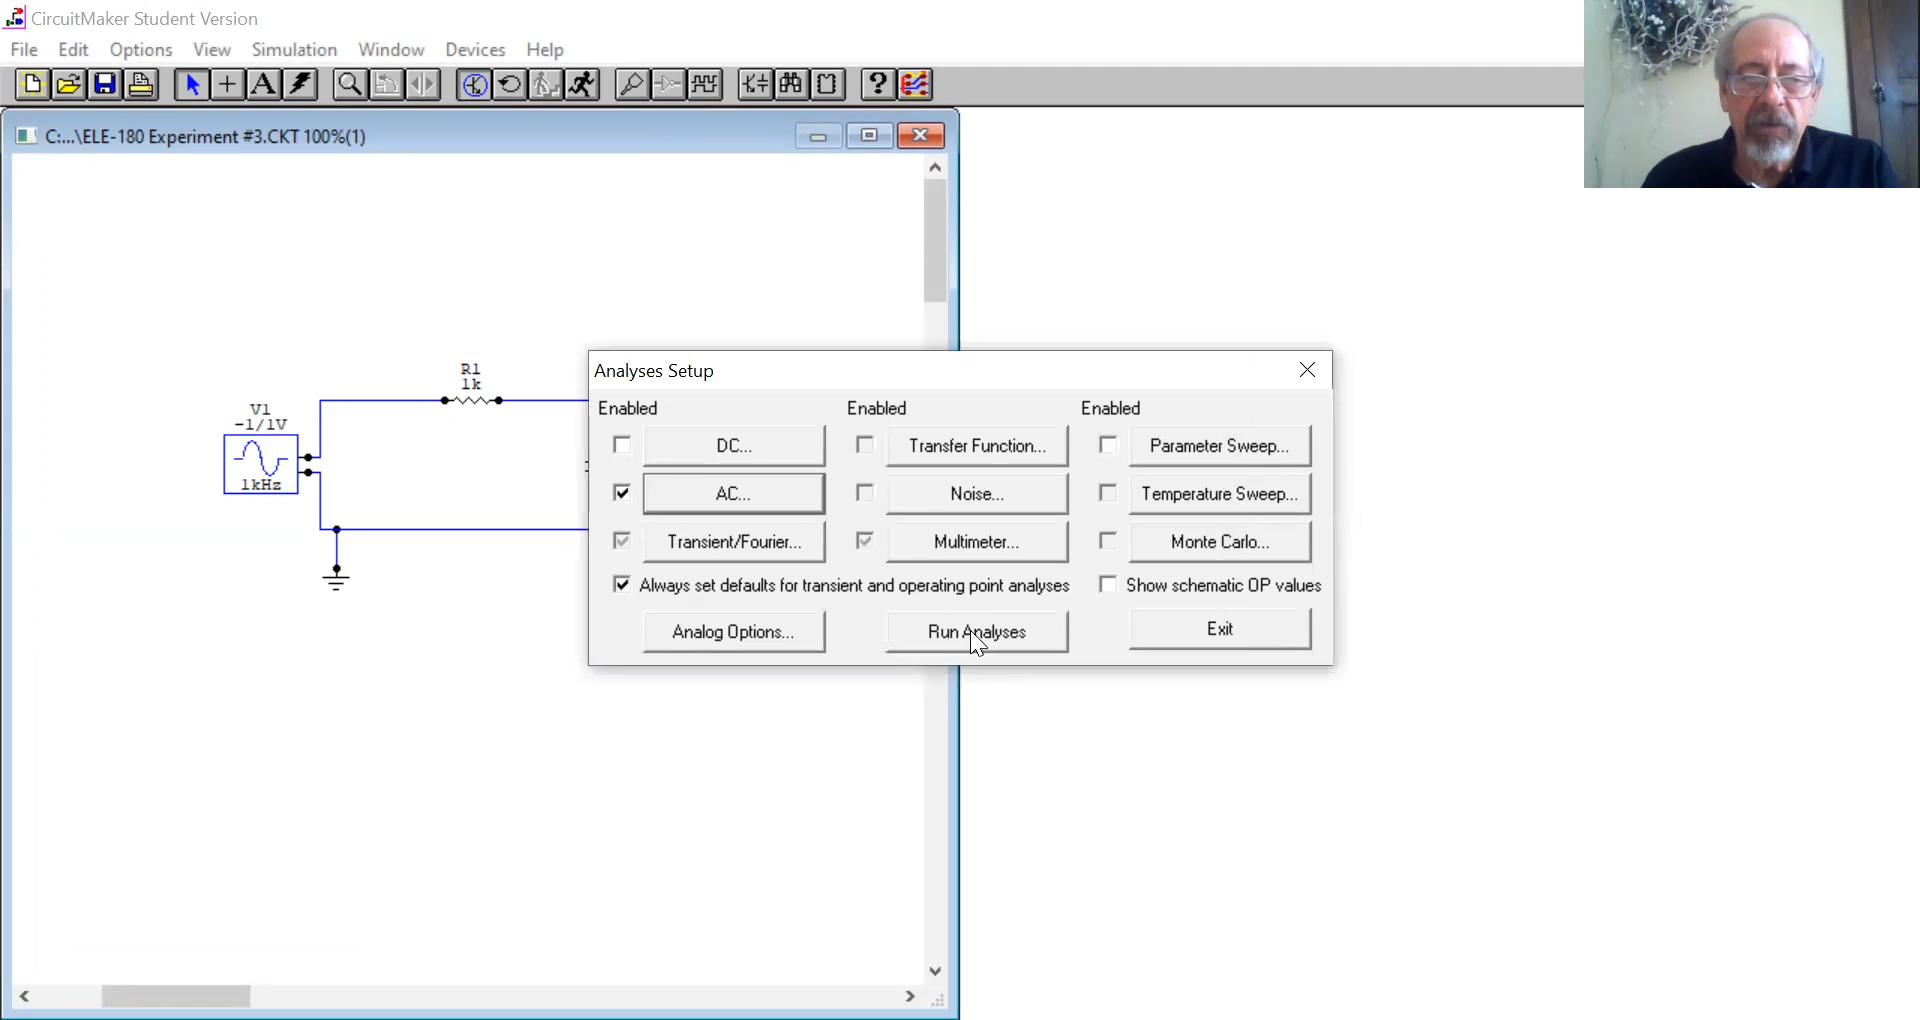 CircuitMaker Student Version
File Edit Options View Simulation Window Devices Help
C:...\ELE-180 Experiment #3.CKT 100%(1)
R1
1k
V1
-1/1V
1kHz
Analyses Setup
Enabled Enabled Enabled
DC... Transfer Function... Parameter Sweep...
AC... Noise... Temperature Sweep...
Transient/Fourier... Multimeter... Monte Carlo...
Always set defaults for transient and operating point analyses Show schematic OP values
Analog Options... Run Analyses Exit